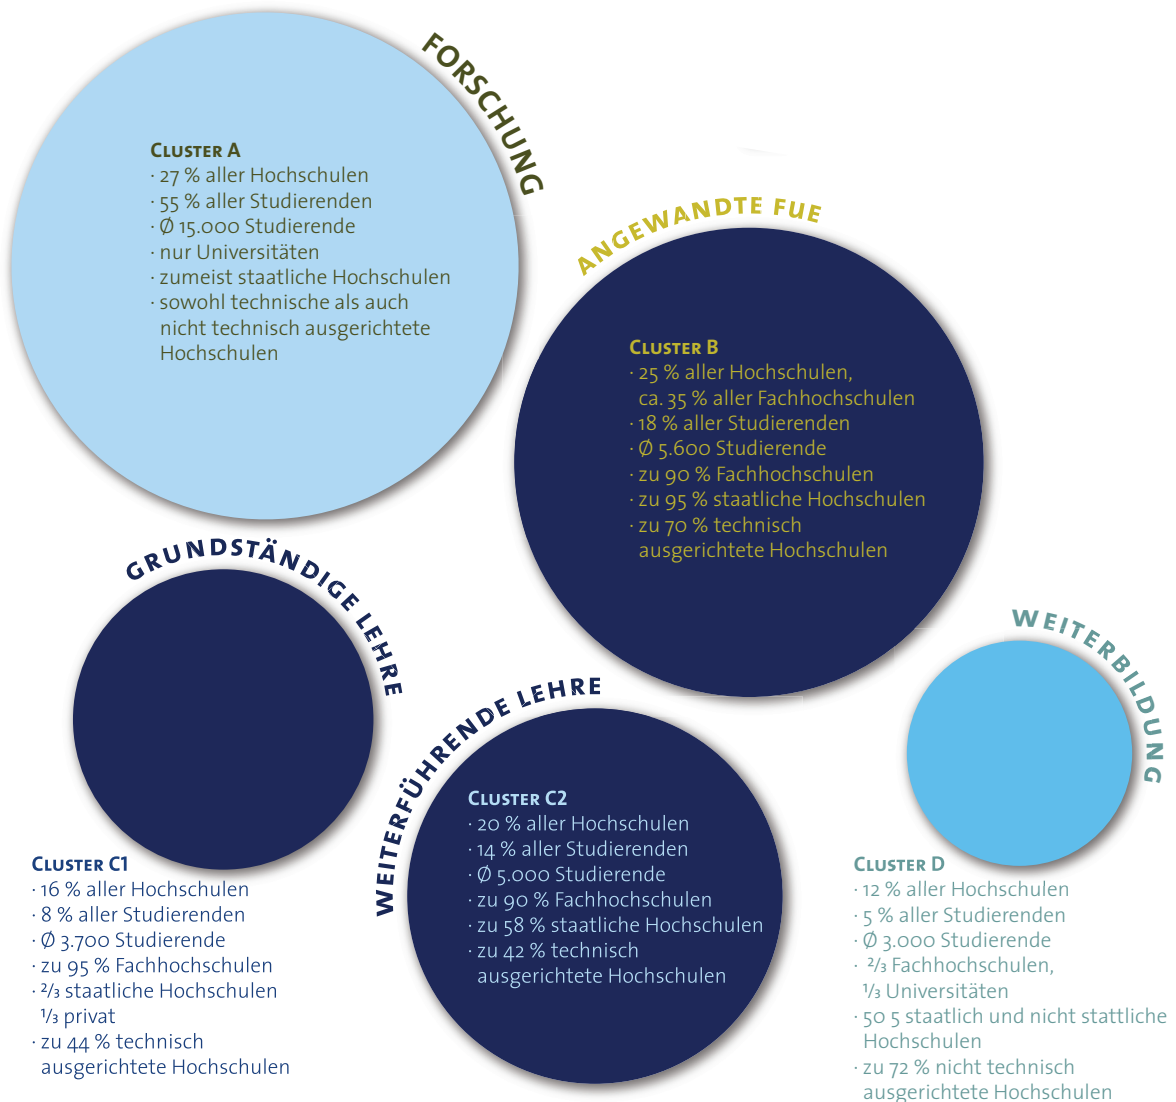 FORSCHUNG
CLUSTER A
· 27 % aller Hochschulen
· 55 % aller Studierenden
· Ø 15.000 Studierende
· nur Universitäten
· zumeist staatliche Hochschulen
· sowohl technische als auch
nicht technisch ausgerichtete
Hochschulen
ANGEWANDTE FUE
CLUSTER B
· 25 % aller Hochschulen,
ca. 35 % aller Fachhochschulen
· 18 % aller Studierenden
· Ø 5.600 Studierende
· zu 90 % Fachhochschulen
· zu 95 % staatliche Hochschulen
· zu 70 % technisch
ausgerichtete Hochschulen
GRUNDSTÄNDIGE LEHRE
CLUSTER C1
· 16 % aller Hochschulen
· 8 % aller Studierenden
· Ø 3.700 Studierende
· zu 95 % Fachhochschulen
· ²/₃ staatliche Hochschulen
¹/₃ privat
· zu 44 % technisch
ausgerichtete Hochschulen
WEITERFÜHRENDE LEHRE
CLUSTER C2
· 20 % aller Hochschulen
· 14 % aller Studierenden
· Ø 5.000 Studierende
· zu 90 % Fachhochschulen
· zu 58 % staatliche Hochschulen
· zu 42 % technisch
ausgerichtete Hochschulen
WEITERBILDUNG
CLUSTER D
· 12 % aller Hochschulen
· 5 % aller Studierenden
· Ø 3.000 Studierende
· ²/₃ Fachhochschulen,
¹/₃ Universitäten
· 50 5 staatlich und nicht stattliche
Hochschulen
· zu 72 % nicht technisch
ausgerichtete Hochschulen